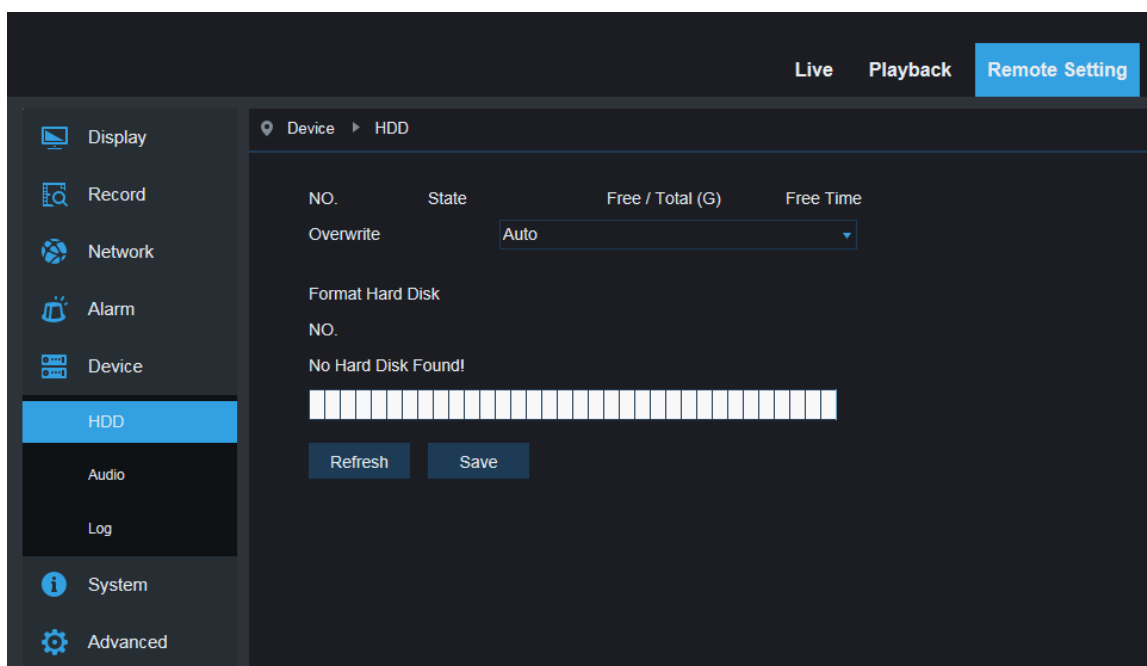 Live Playback Remote Setting
Device HDD
Display
Record
Network
Alarm
Device
HDD
Audio
Log
System
Advanced
NO. State Free / Total (G) Free Time
Overwrite Auto
Format Hard Disk
NO.
No Hard Disk Found!
Refresh Save